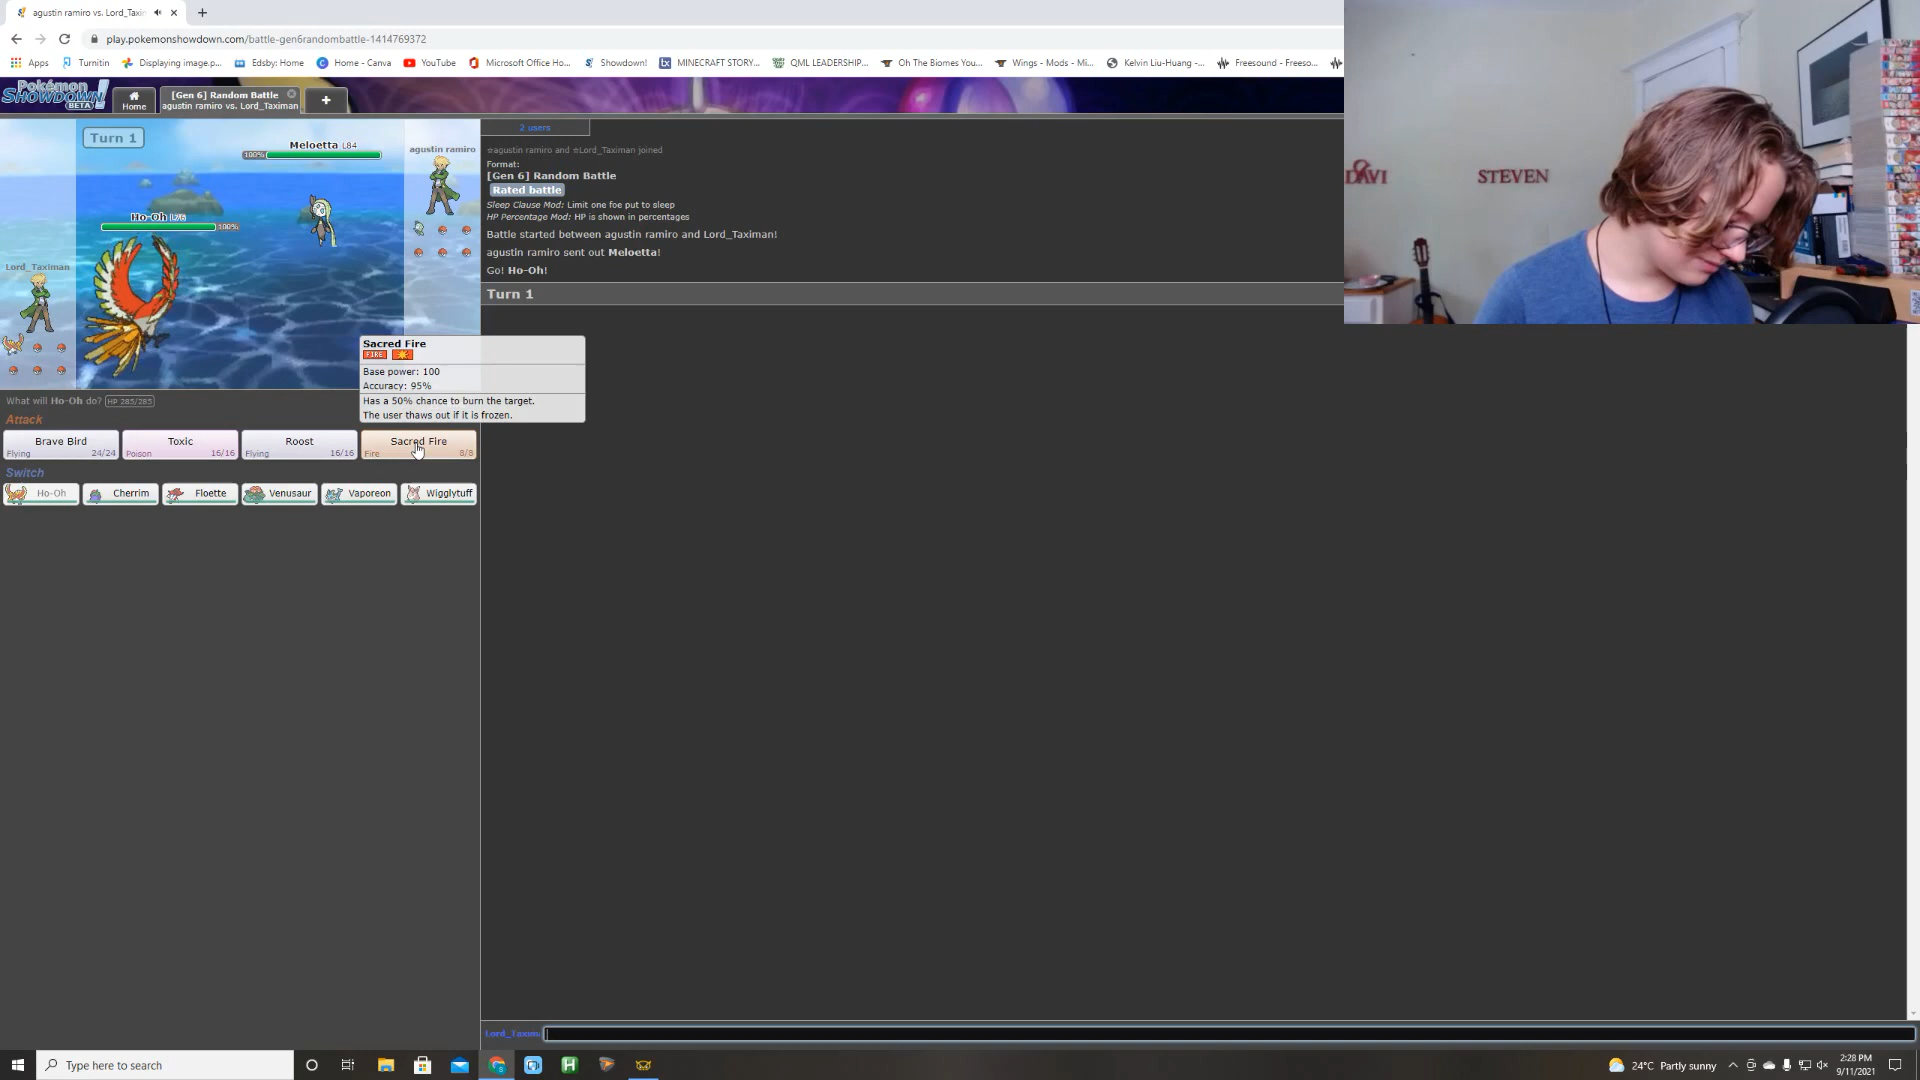 agustin ramiro vs. Lord_Taxim
play.pokemonshowdown.com/battle-gen6randombattle-1414769372
Apps
Turnitin
Displaying image.p...
Edsby: Home
Home - Canva
YouTube
Microsoft Office Ho...
Showdown!
MINECRAFT STORY...
QML LEADERSHIP...
Oh The Biomes You...
Wings - Mods - Mi...
Kelvin Liu-Huang -...
Freesound - Freeso...
Pokémon
SHOWDOWN!
BETA
Home
[Gen 6] Random Battle
agustin ramiro vs. Lord_Taximan
+
Turn 1
Meloetta L84
100%
agustin ramiro
Ho-Oh
100%
Lord_Taximan
2 users
☆agustin ramiro and ☆Lord_Taximan joined
Format:
[Gen 6] Random Battle
Rated battle
Sleep Clause Mod: Limit one foe put to sleep
HP Percentage Mod: HP is shown in percentages
Battle started between agustin ramiro and Lord_Taximan!
agustin ramiro sent out Meloetta!
Go! Ho-Oh!
Turn 1
Sacred Fire
FIRE
Base power: 100
Accuracy: 95%
Has a 50% chance to burn the target.
The user thaws out if it is frozen.
What will Ho-Oh do? HP 285/285
Attack
Brave Bird
Flying 24/24
Toxic
Poison 16/16
Roost
Flying 16/16
Sacred Fire
Fire 8/8
Switch
Ho-Oh
Cherrim
Floette
Venusaur
Vaporeon
Wigglytuff
DAVI
STEVEN
Type here to search
24°C Partly sunny
2:28 PM
9/11/2021